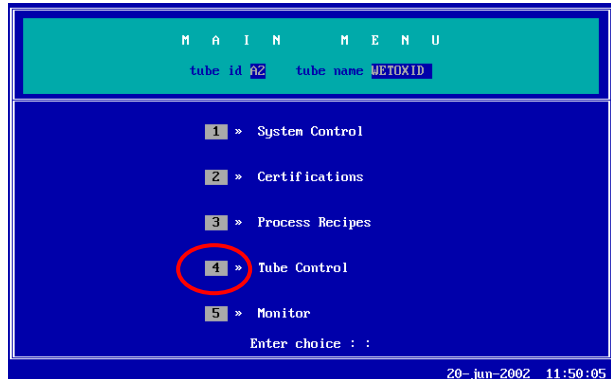 M A I N M E N U
tube id A2 tube name WETOXID
1 » System Control
2 » Certifications
3 » Process Recipes
4 » Tube Control
5 » Monitor
Enter choice : :
20-jun-2002 11:50:05